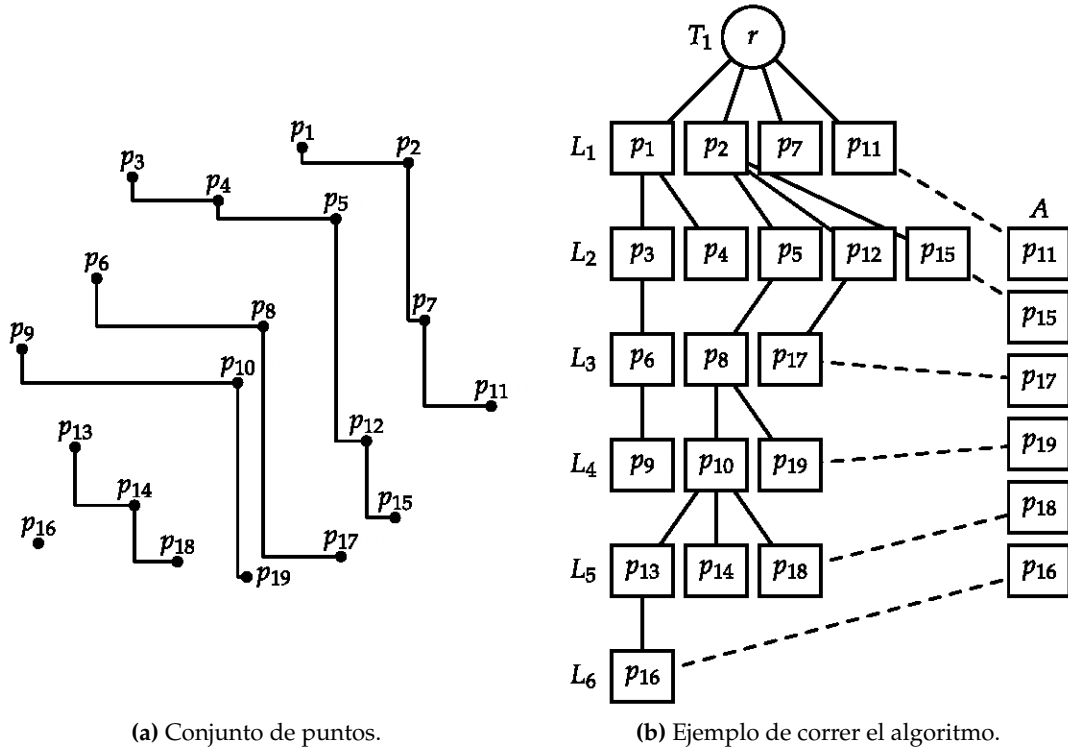 p1
p2
p3
p4
p5
p6
p7
p8
p9
p10
p11
p12
p13
p14
p15
p16
p17
p18
p19
(a) Conjunto de puntos.
T1 r
L1 p1 p2 p7 p11
A
L2 p3 p4 p5 p12 p15 p11
p15
L3 p6 p8 p17 p17
L4 p9 p10 p19 p19
p18
L5 p13 p14 p18 p16
L6 p16
(b) Ejemplo de correr el algoritmo.